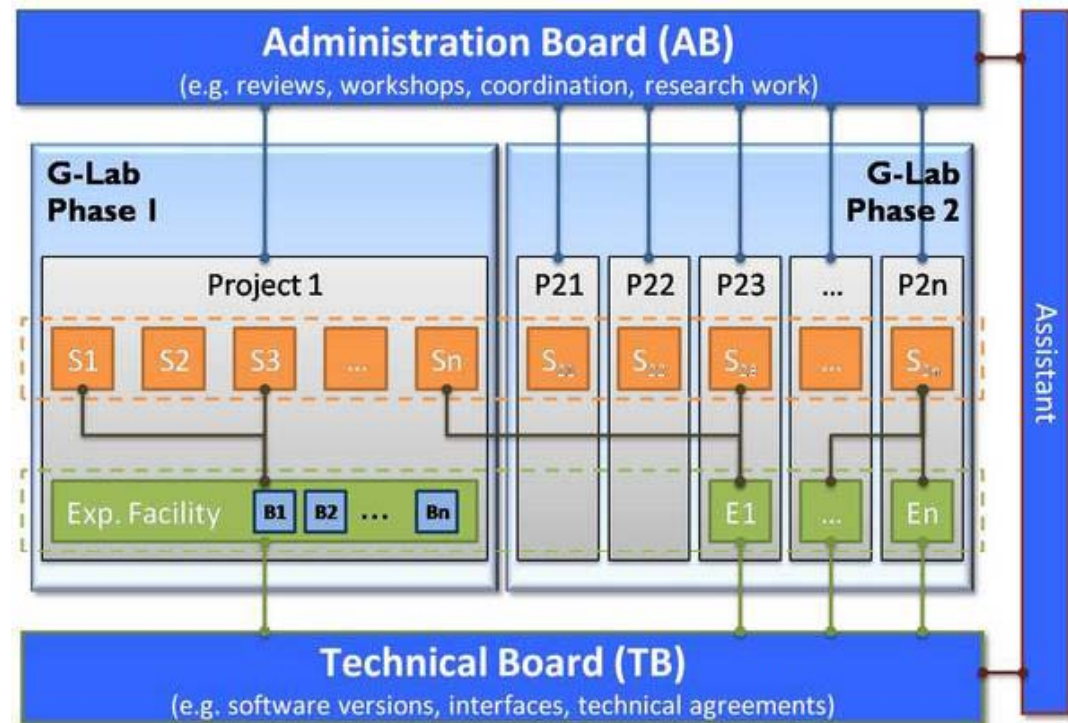 Administration Board (AB)
(e.g. reviews, workshops, coordination, research work)
G-Lab
Phase 1
G-Lab
Phase 2
Project 1
P21
P22
P23
...
P2n
S1
S2
S3
...
Sn
S
S
S
...
S
Exp. Facility
B1
B2
...
Bn
E1
...
En
Assistant
Technical Board (TB)
(e.g. software versions, interfaces, technical agreements)